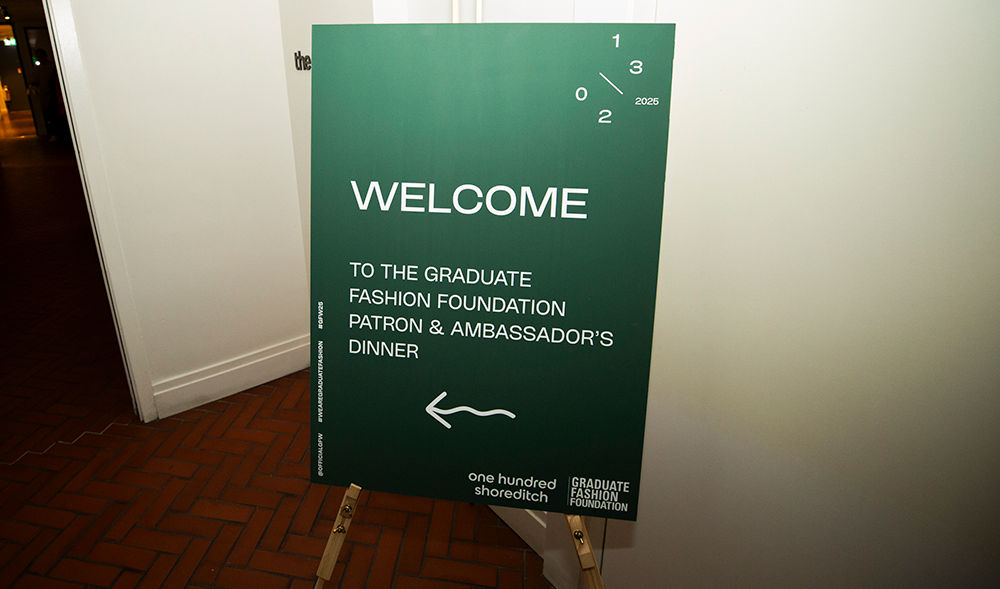 the
1
3
0
2025
2
WELCOME
TO THE GRADUATE
FASHION FOUNDATION
PATRON & AMBASSADOR'S
DINNER
@OFFICIALGFW #WEAREGRADUATEFASHION #GFW25
one hundred
shoreditch
GRADUATE
FASHION
FOUNDATION